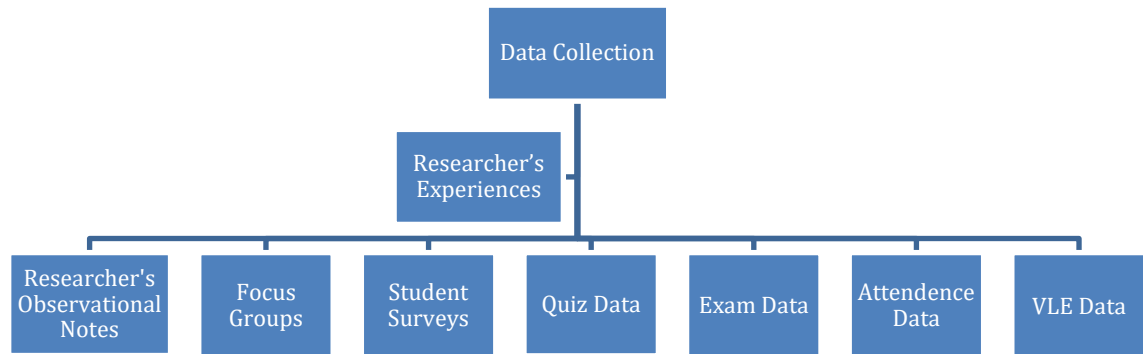 Data Collection
Researcher’s
Experiences
Researcher's
Observational
Notes
Focus
Groups
Student
Surveys
Quiz Data
Exam Data
Attendence
Data
VLE Data